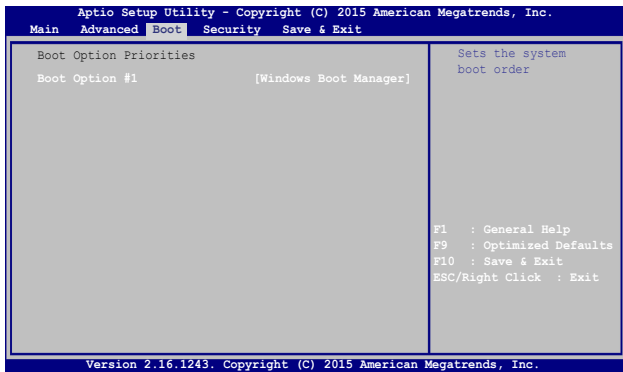 Aptio Setup Utility - Copyright (C) 2015 American Megatrends, Inc.
Main Advanced Boot Security Save & Exit
Boot Option Priorities
Boot Option #1 [Windows Boot Manager]
Sets the system
boot order
F1 : General Help
F9 : Optimized Defaults
F10 : Save & Exit
ESC/Right Click : Exit
Version 2.16.1243. Copyright (C) 2015 American Megatrends, Inc.